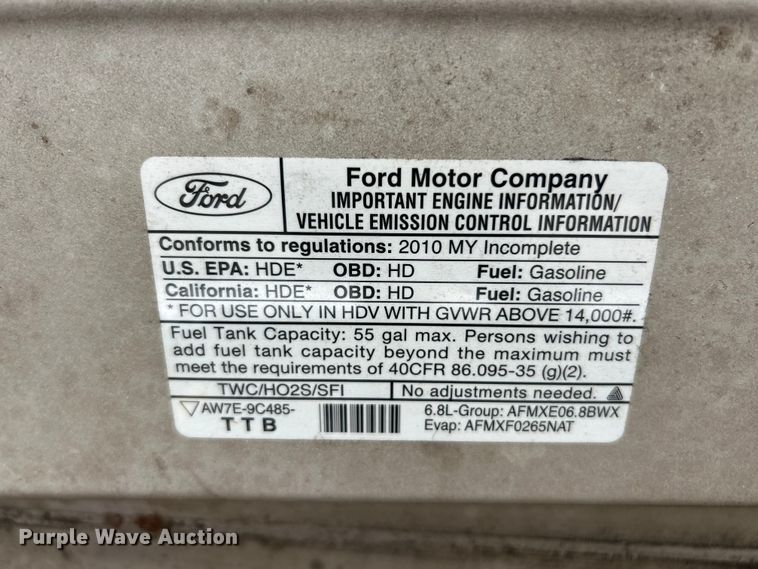 Ford
Ford Motor Company
IMPORTANT ENGINE INFORMATION/
VEHICLE EMISSION CONTROL INFORMATION
Conforms to regulations: 2010 MY Incomplete
U.S. EPA: HDE* OBD: HD Fuel: Gasoline
California: HDE* OBD: HD Fuel: Gasoline
* FOR USE ONLY IN HDV WITH GVWR ABOVE 14,000#.
Fuel Tank Capacity: 55 gal max. Persons wishing to
add fuel tank capacity beyond the maximum must
meet the requirements of 40CFR 86.095-35 (g)(2).
TWC/HO2S/SFI No adjustments needed.
AW7E-9C485- 6.8L-Group: AFMXE06.8BWX
TTB Evap: AFMXF0265NAT
Purple Wave Auction